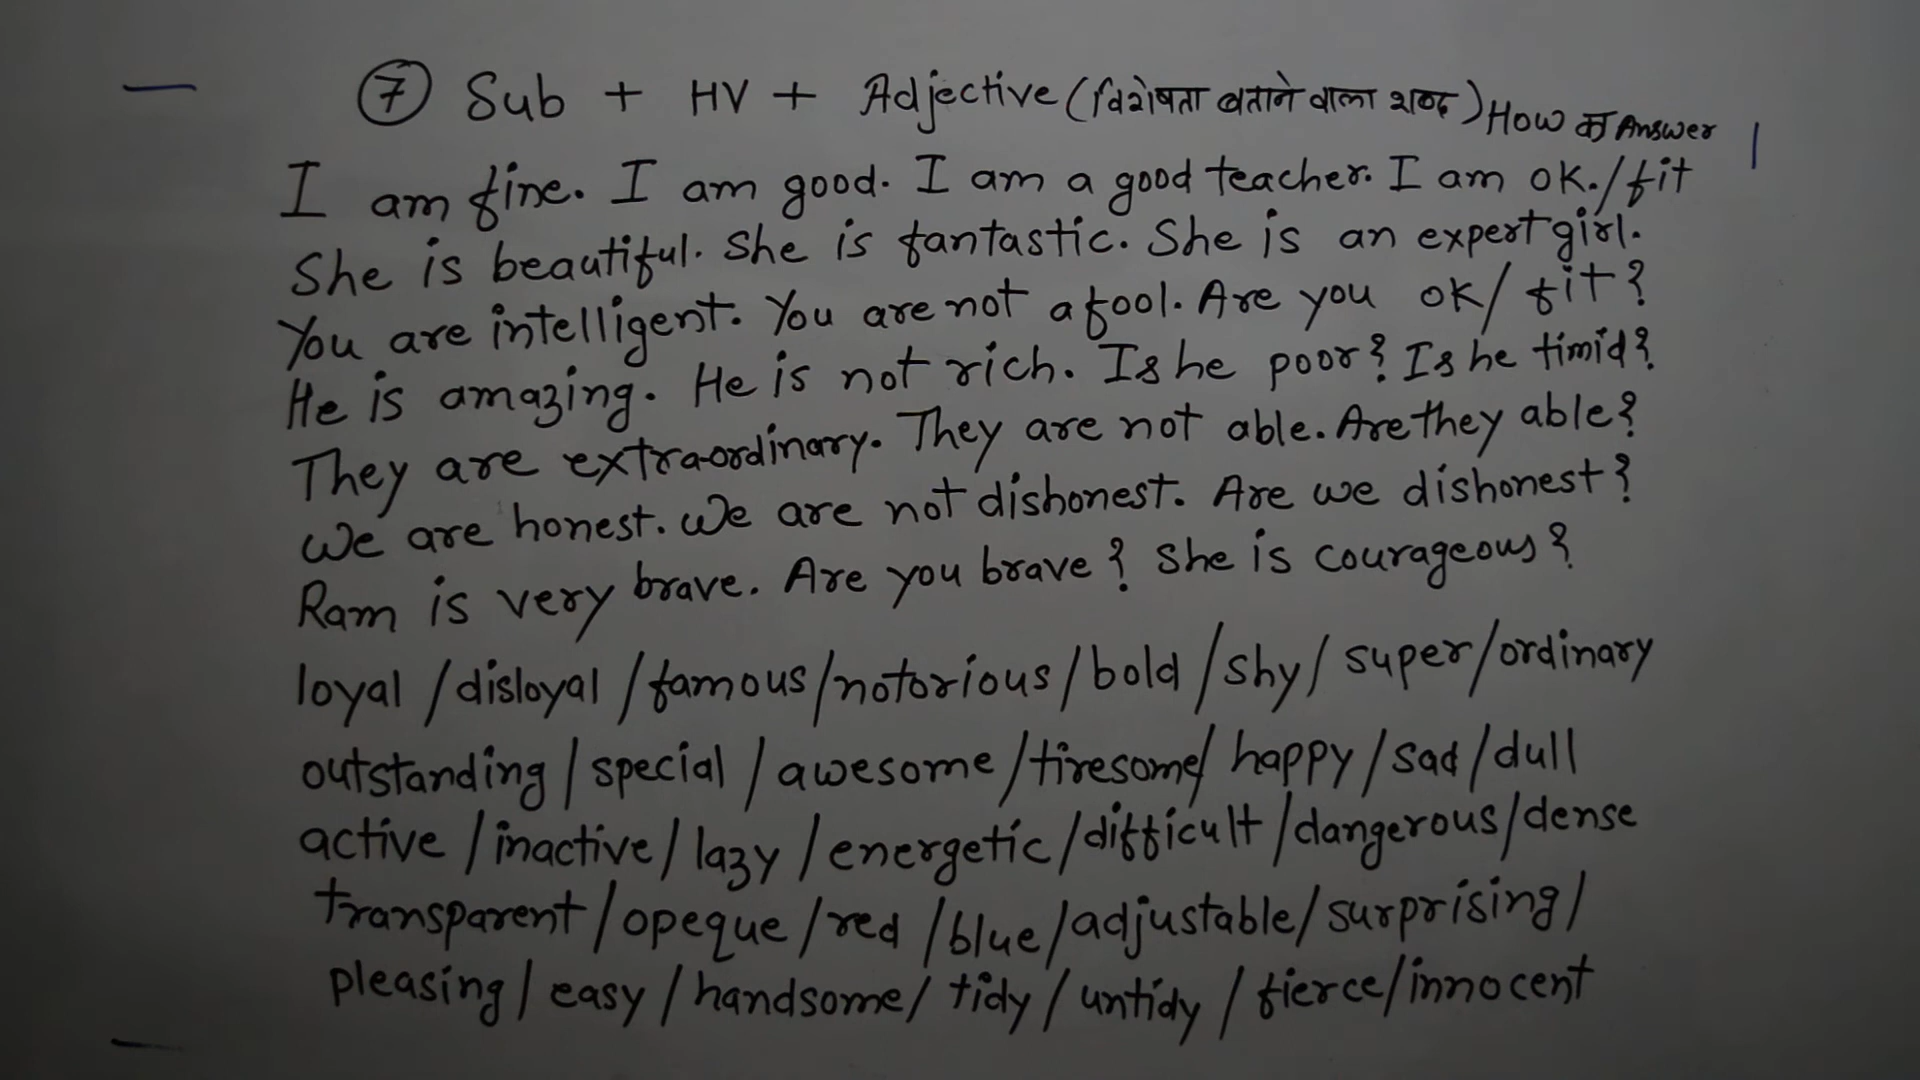 ⑦ Sub + HV + Adjective (विशेषता बताने वाला शब्द) How का Answer
I am fine. I am good. I am a good teacher. I am ok./fit
She is beautiful. She is fantastic. She is an expert girl.
You are intelligent. You are not a fool. Are you ok/fit?
He is amazing. He is not rich. Is he poor? Is he timid?
They are extraordinary. They are not able. Are they able?
We are honest. We are not dishonest. Are we dishonest?
Ram is very brave. Are you brave? She is courageous?
loyal / disloyal / famous / notorious / bold / shy / super / ordinary
outstanding / special / awesome / tiresome / happy / sad / dull
active / inactive / lazy / energetic / difficult / dangerous / dense
transparent / opeque / red / blue / adjustable / surprising /
pleasing / easy / handsome / tidy / untidy / fierce / innocent